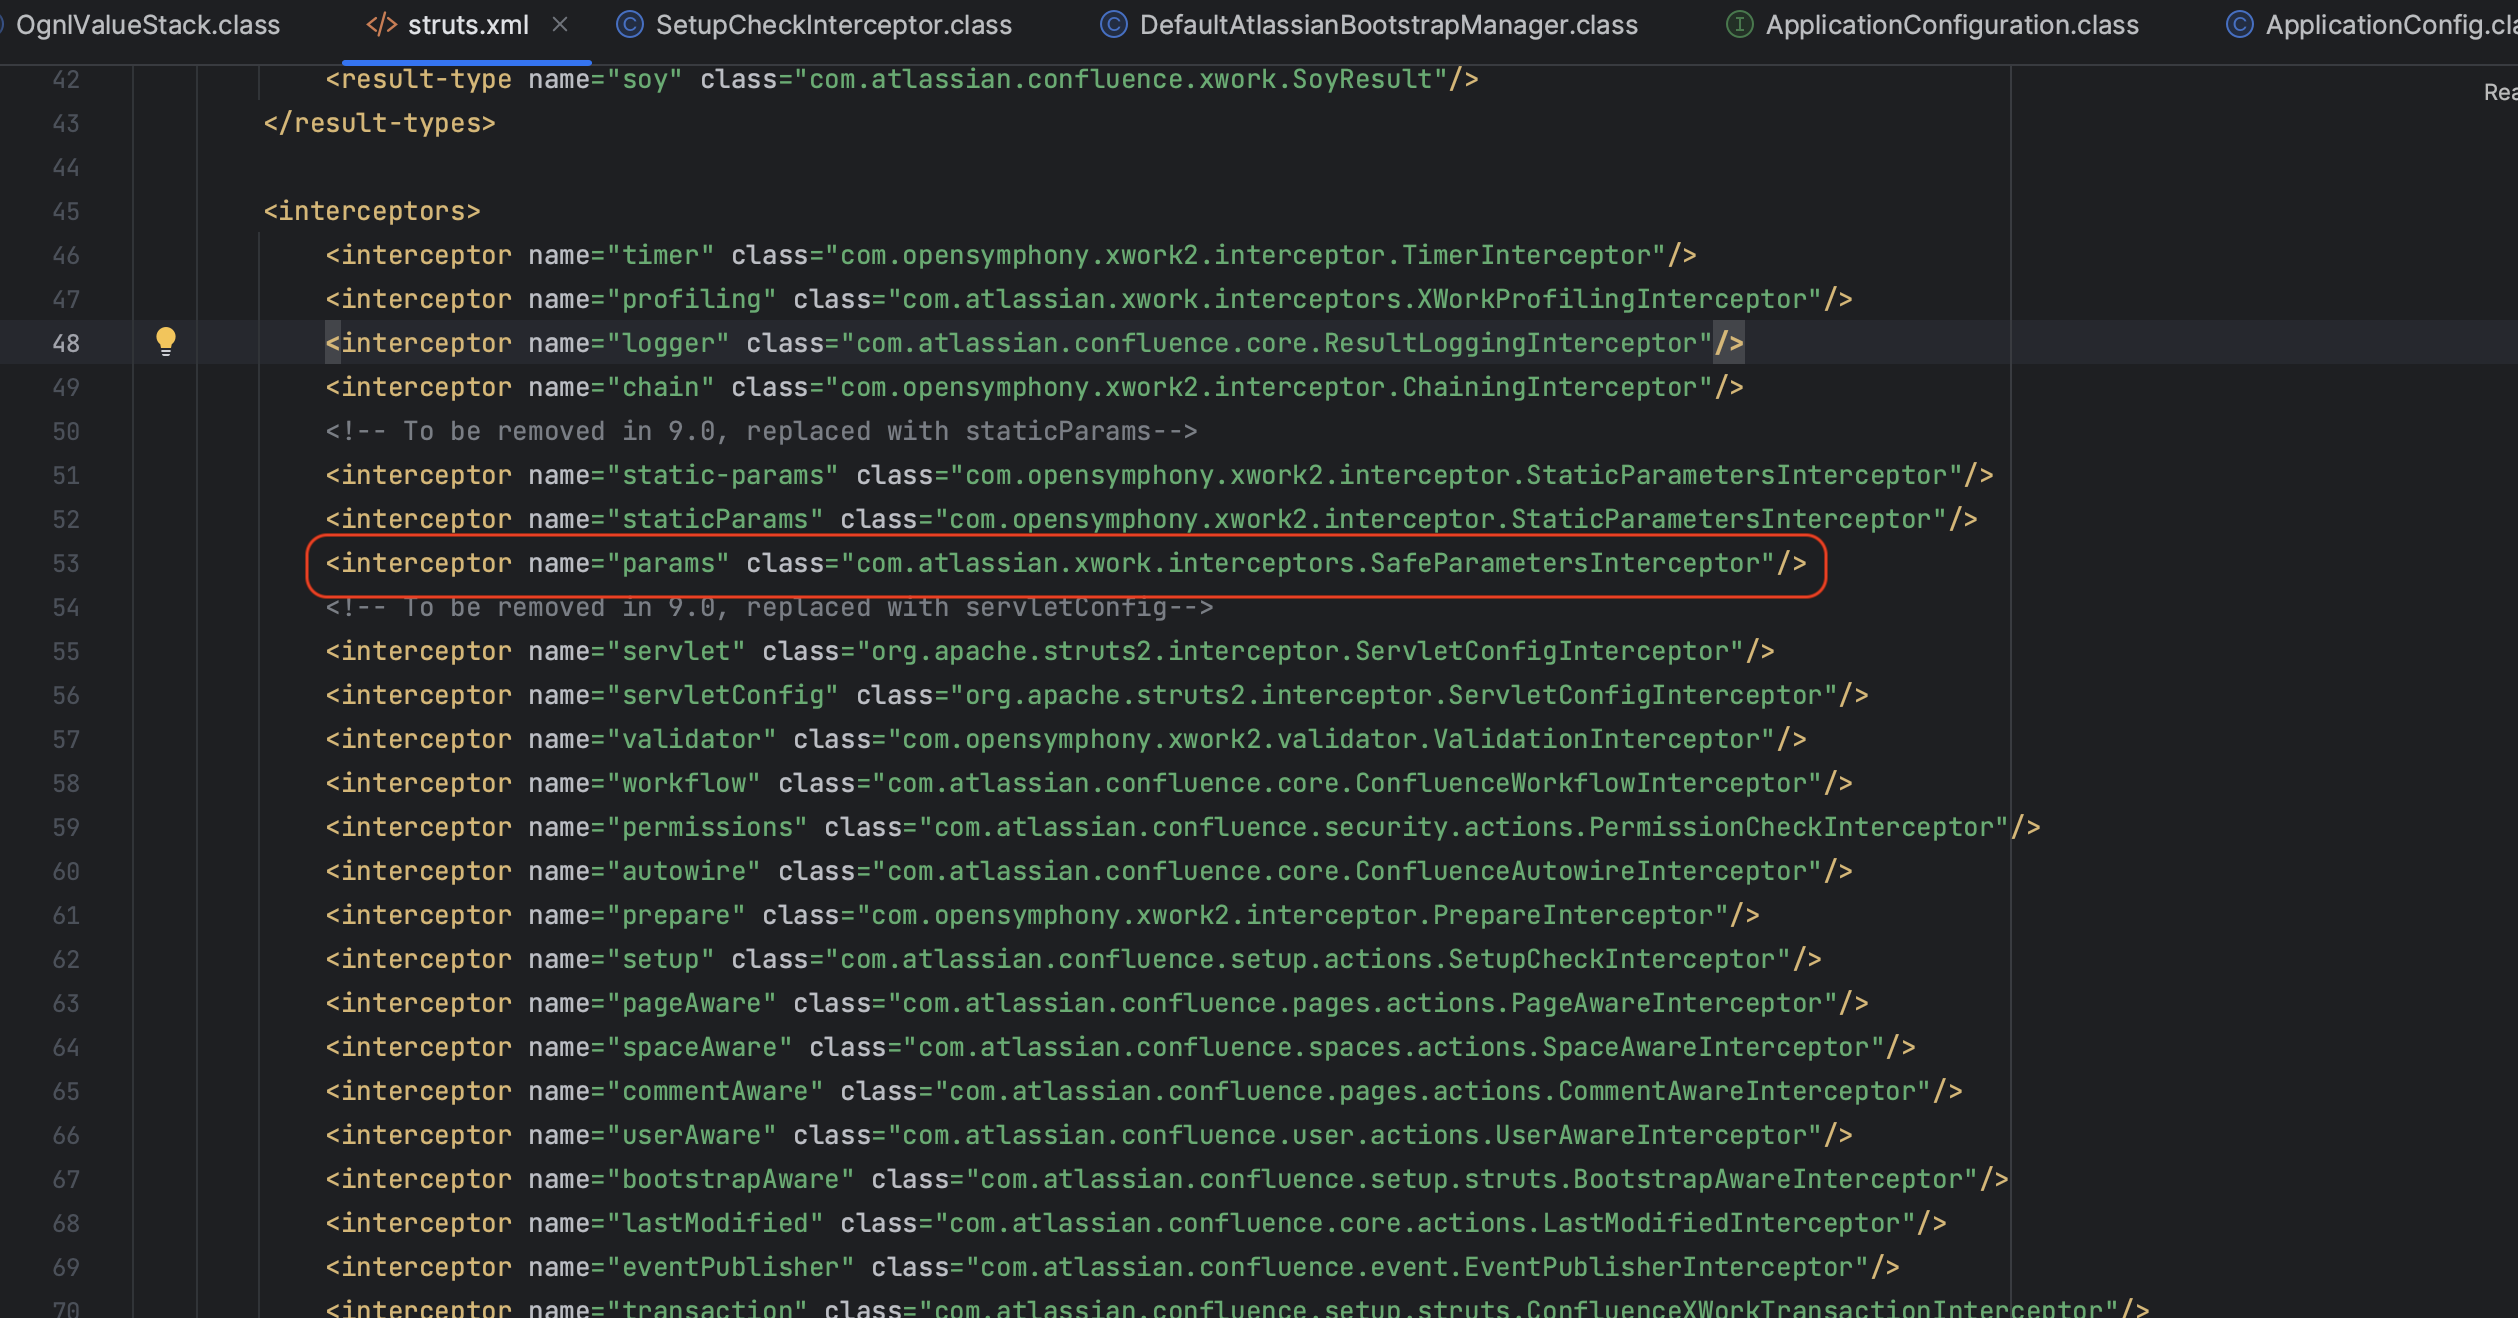 OgnlValueStack.class </> struts.xml × C SetupCheckInterceptor.class C DefaultAtlassianBootstrapManager.class I ApplicationConfiguration.class C ApplicationConfig.cla
42 <result-type name="soy" class="com.atlassian.confluence.xwork.SoyResult"/>
Rea
43 </result-types>
44
45 <interceptors>
46 <interceptor name="timer" class="com.opensymphony.xwork2.interceptor.TimerInterceptor"/>
47 <interceptor name="profiling" class="com.atlassian.xwork.interceptors.XWorkProfilingInterceptor"/>
48 <interceptor name="logger" class="com.atlassian.confluence.core.ResultLoggingInterceptor"/>
49 <interceptor name="chain" class="com.opensymphony.xwork2.interceptor.ChainingInterceptor"/>
50 <!-- To be removed in 9.0, replaced with staticParams-->
51 <interceptor name="static-params" class="com.opensymphony.xwork2.interceptor.StaticParametersInterceptor"/>
52 <interceptor name="staticParams" class="com.opensymphony.xwork2.interceptor.StaticParametersInterceptor"/>
53 <interceptor name="params" class="com.atlassian.xwork.interceptors.SafeParametersInterceptor"/>
54 <!-- To be removed in 9.0, replaced with servletConfig-->
55 <interceptor name="servlet" class="org.apache.struts2.interceptor.ServletConfigInterceptor"/>
56 <interceptor name="servletConfig" class="org.apache.struts2.interceptor.ServletConfigInterceptor"/>
57 <interceptor name="validator" class="com.opensymphony.xwork2.validator.ValidationInterceptor"/>
58 <interceptor name="workflow" class="com.atlassian.confluence.core.ConfluenceWorkflowInterceptor"/>
59 <interceptor name="permissions" class="com.atlassian.confluence.security.actions.PermissionCheckInterceptor"/>
60 <interceptor name="autowire" class="com.atlassian.confluence.core.ConfluenceAutowireInterceptor"/>
61 <interceptor name="prepare" class="com.opensymphony.xwork2.interceptor.PrepareInterceptor"/>
62 <interceptor name="setup" class="com.atlassian.confluence.setup.actions.SetupCheckInterceptor"/>
63 <interceptor name="pageAware" class="com.atlassian.confluence.pages.actions.PageAwareInterceptor"/>
64 <interceptor name="spaceAware" class="com.atlassian.confluence.spaces.actions.SpaceAwareInterceptor"/>
65 <interceptor name="commentAware" class="com.atlassian.confluence.pages.actions.CommentAwareInterceptor"/>
66 <interceptor name="userAware" class="com.atlassian.confluence.user.actions.UserAwareInterceptor"/>
67 <interceptor name="bootstrapAware" class="com.atlassian.confluence.setup.struts.BootstrapAwareInterceptor"/>
68 <interceptor name="lastModified" class="com.atlassian.confluence.core.actions.LastModifiedInterceptor"/>
69 <interceptor name="eventPublisher" class="com.atlassian.confluence.event.EventPublisherInterceptor"/>
70 <interceptor name="transaction" class="com.atlassian.confluence.setup.struts.ConfluenceXWorkTransactionInterceptor"/>